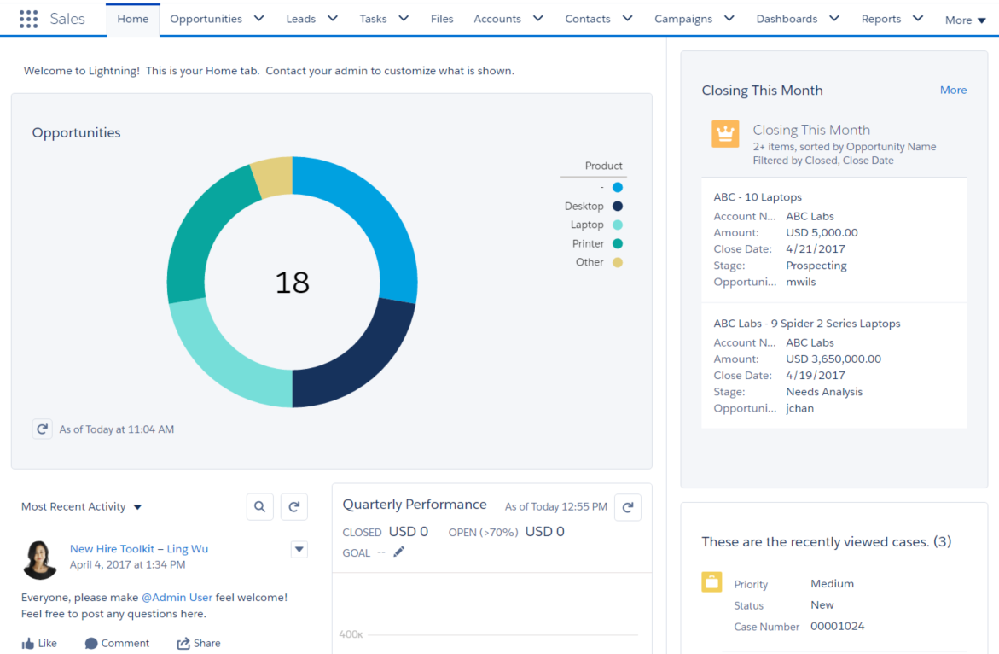 Sales
Home
Opportunities
Leads
Tasks
Files
Accounts
Contacts
Campaigns
Dashboards
Reports
More
Welcome to Lightning! This is your Home tab. Contact your admin to customize what is shown.
Opportunities
18
Product
-
Desktop
Laptop
Printer
Other
As of Today at 11:04 AM
Closing This Month
More
Closing This Month
2+ items, sorted by Opportunity Name
Filtered by Closed, Close Date
ABC - 10 Laptops
Account N... ABC Labs
Amount: USD 5,000.00
Close Date: 4/21/2017
Stage: Prospecting
Opportuni... mwils
ABC Labs - 9 Spider 2 Series Laptops
Account N... ABC Labs
Amount: USD 3,650,000.00
Close Date: 4/19/2017
Stage: Needs Analysis
Opportuni... jchan
Most Recent Activity
New Hire Toolkit – Ling Wu
April 4, 2017 at 1:34 PM
Everyone, please make @Admin User feel welcome!
Feel free to post any questions here.
Like
Comment
Share
Quarterly Performance
As of Today 12:55 PM
CLOSED USD 0 OPEN (>70%) USD 0
GOAL --
400K
These are the recently viewed cases. (3)
Priority Medium
Status New
Case Number 00001024